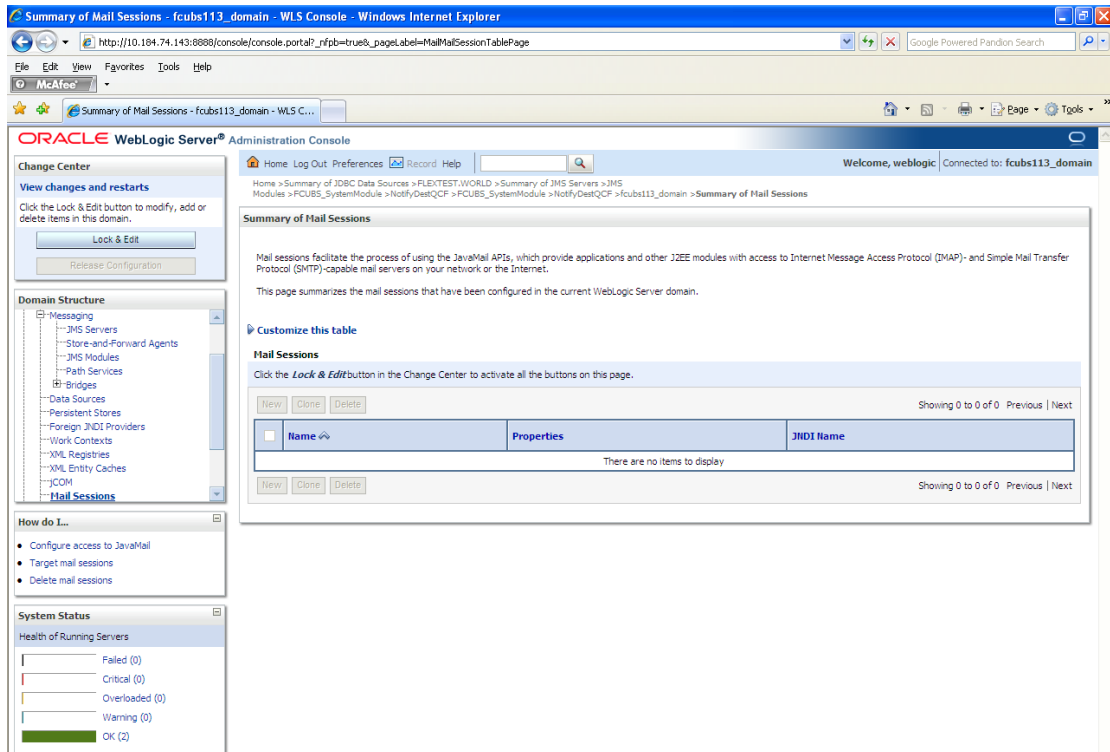 Summary of Mail Sessions - fcubs113_domain - WLS Console - Windows Internet Explorer
http://10.184.74.143:8888/console/console.portal?_nfpb=true&_pageLabel=MailMailSessionTablePage
Google Powered Pandion Search
File Edit View Favorites Tools Help
McAfee
Summary of Mail Sessions - fcubs113_domain - WLS C...
Page Tools
ORACLE WebLogic Server® Administration Console
Change Center
View changes and restarts
Click the Lock & Edit button to modify, add or
delete items in this domain.
Lock & Edit
Release Configuration
Domain Structure
Messaging
JMS Servers
Store-and-Forward Agents
JMS Modules
Path Services
Bridges
Data Sources
Persistent Stores
Foreign JNDI Providers
Work Contexts
XML Registries
XML Entity Caches
jCOM
Mail Sessions
How do I...
Configure access to JavaMail
Target mail sessions
Delete mail sessions
System Status
Health of Running Servers
Failed (0)
Critical (0)
Overloaded (0)
Warning (0)
OK (2)
Home Log Out Preferences Record Help
Welcome, weblogic Connected to: fcubs113_domain
Home >Summary of JDBC Data Sources >FLEXTEST.WORLD >Summary of JMS Servers >JMS
Modules >FCUBS_SystemModule >NotifyDestQCF >FCUBS_SystemModule >NotifyDestQCF >fcubs113_domain >Summary of Mail Sessions
Summary of Mail Sessions
Mail sessions facilitate the process of using the JavaMail APIs, which provide applications and other J2EE modules with access to Internet Message Access Protocol (IMAP)- and Simple Mail Transfer
Protocol (SMTP)-capable mail servers on your network or the Internet.
This page summarizes the mail sessions that have been configured in the current WebLogic Server domain.
Customize this table
Mail Sessions
Click the Lock & Edit button in the Change Center to activate all the buttons on this page.
New Clone Delete
Showing 0 to 0 of 0 Previous | Next
Name Properties JNDI Name
There are no items to display
New Clone Delete
Showing 0 to 0 of 0 Previous | Next